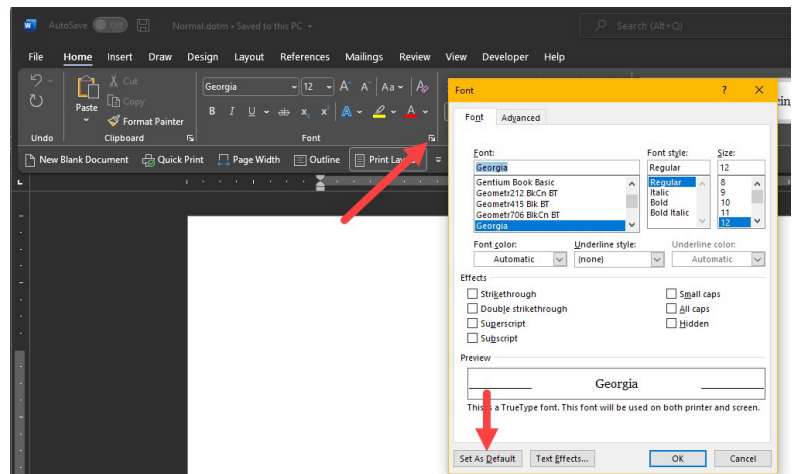 AutoSave Off Normal.dotm • Saved to this PC Search (Alt+Q)
File Home Insert Draw Design Layout References Mailings Review View Developer Help
Cut
Copy
Format Painter
Paste
Georgia 12 A A Aa A
B I U ab x, x² A A
Undo Clipboard Font
New Blank Document Quick Print Page Width Outline Print
Font ? ×
Font Advanced
Font: Font style: Size:
Georgia Regular 12
Gentium Book Basic Regular 8
Geometr212 BkCn BT Italic 9
Geometr415 Blk BT Bold 10
Geometr706 BlkCn BT Bold Italic 11
Georgia 12
Font color: Underline style: Underline color:
Automatic (none) Automatic
Effects
Strikethrough Small caps
Double strikethrough All caps
Superscript Hidden
Subscript
Preview
Georgia
is a TrueType font. This font will be used on both printer and screen.
Set As Default Text Effects... OK Cancel